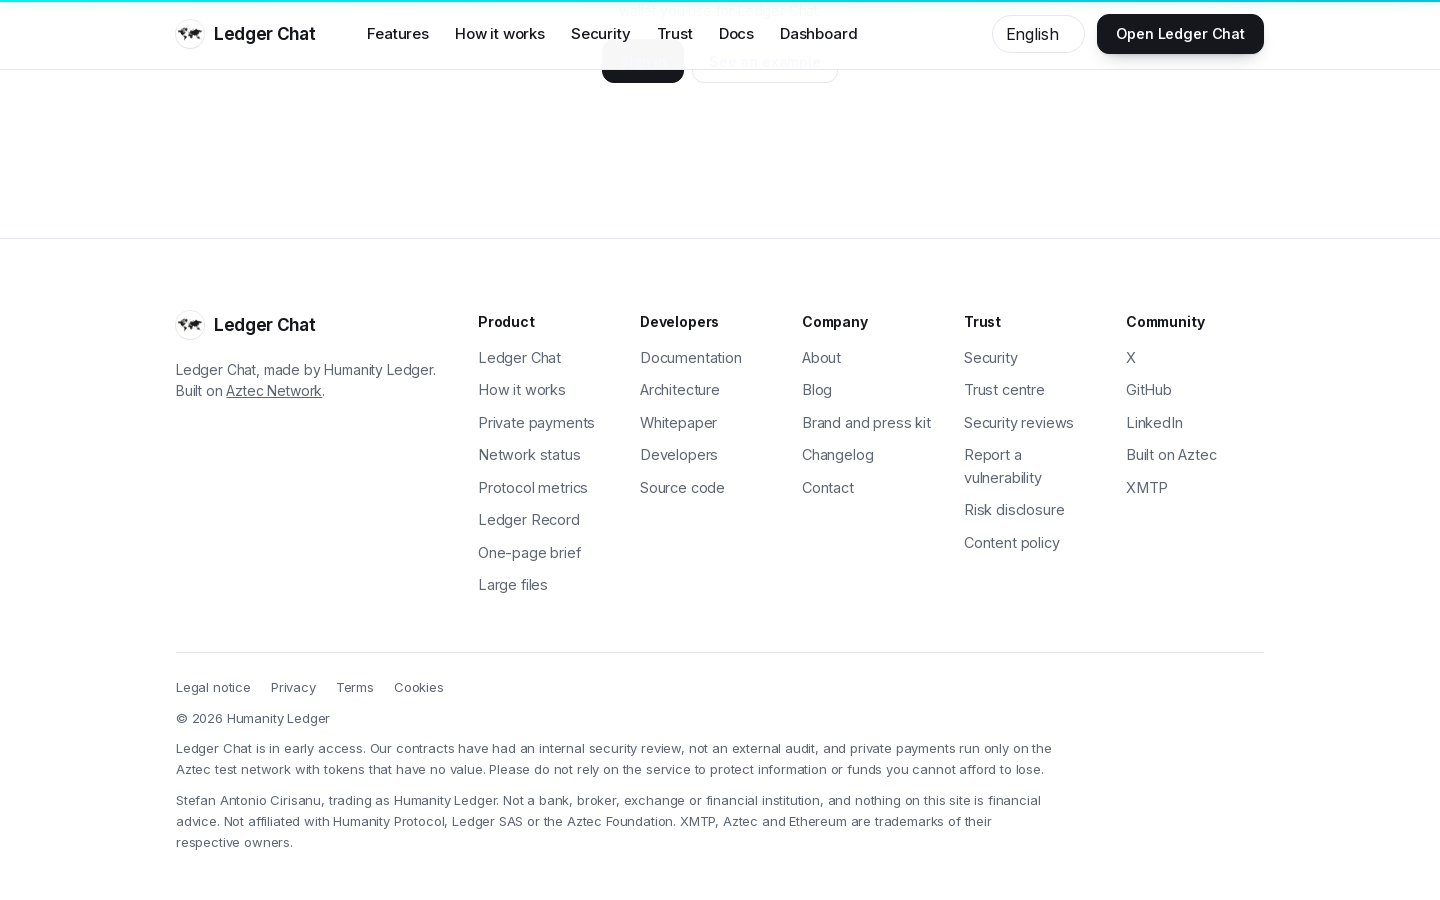 Ledger Chat
Features
How it works
Security
Trust
Docs
Dashboard
English
Open Ledger Chat
See an example
Ledger Chat
Ledger Chat, made by Humanity Ledger.
Built on Aztec Network.
Product
Ledger Chat
How it works
Private payments
Network status
Protocol metrics
Ledger Record
One-page brief
Large files
Developers
Documentation
Architecture
Whitepaper
Developers
Source code
Company
About
Blog
Brand and press kit
Changelog
Contact
Trust
Security
Trust centre
Security reviews
Report a
vulnerability
Risk disclosure
Content policy
Community
X
GitHub
LinkedIn
Built on Aztec
XMTP
Legal notice
Privacy
Terms
Cookies
© 2026 Humanity Ledger
Ledger Chat is in early access. Our contracts have had an internal security review, not an external audit, and private payments run only on the
Aztec test network with tokens that have no value. Please do not rely on the service to protect information or funds you cannot afford to lose.
Stefan Antonio Cirisanu, trading as Humanity Ledger. Not a bank, broker, exchange or financial institution, and nothing on this site is financial
advice. Not affiliated with Humanity Protocol, Ledger SAS or the Aztec Foundation. XMTP, Aztec and Ethereum are trademarks of their
respective owners.